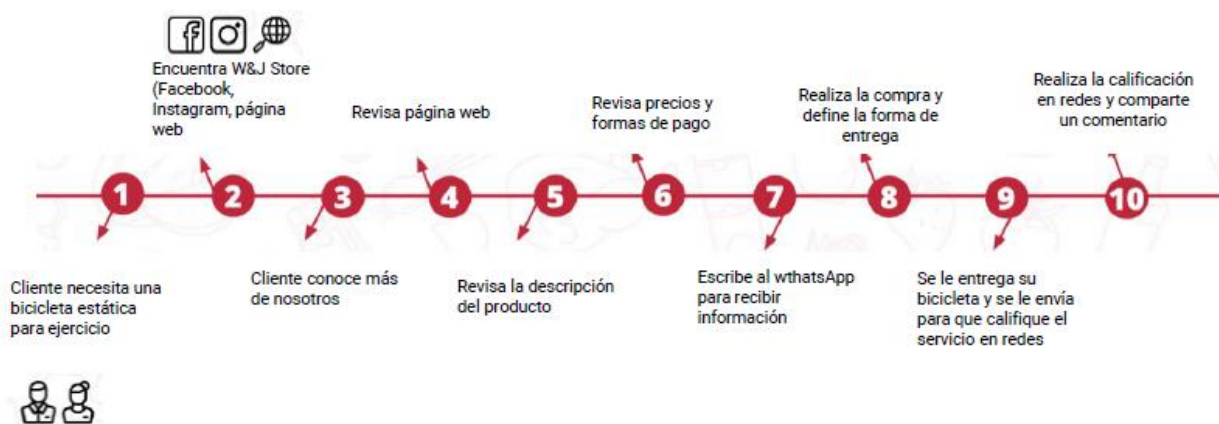 Encuentra W&J Store
(Facebook,
Instagram, página
web
Revisa página web
Revisa precios y
formas de pago
Realiza la compra y
define la forma de
entrega
Realiza la calificación
en redes y comparte
un comentario
1
2
3
4
5
6
7
8
9
10
Cliente necesita una
bicicleta estática
para ejercicio
Cliente conoce más
de nosotros
Revisa la descripción
del producto
Escribe al wthatsApp
para recibir
información
Se le entrega su
bicicleta y se le envía
para que califique el
servicio en redes